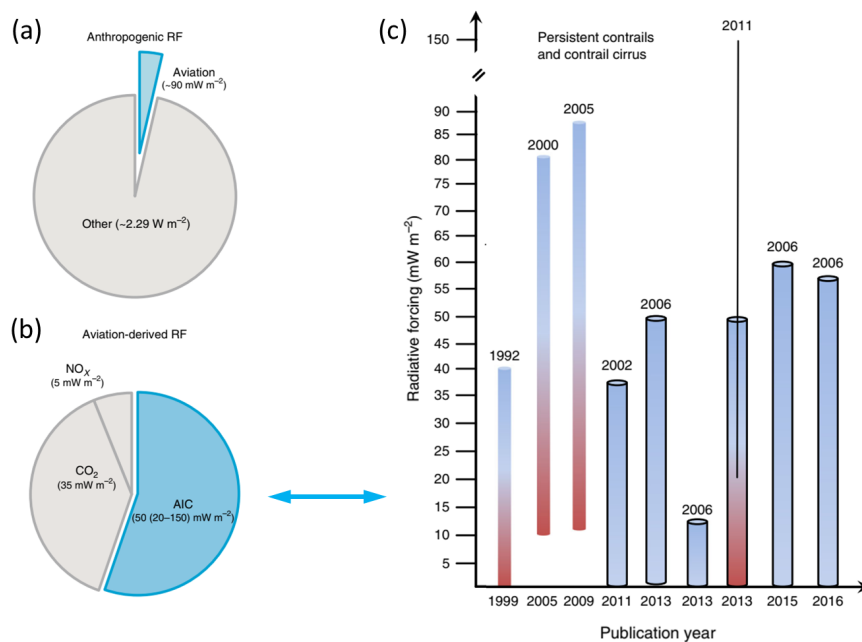 (a)
Anthropogenic RF
Aviation
(~90 mW m⁻²)
Other (~2.29 W m⁻²)
(b)
Aviation-derived RF
NOₓ
(5 mW m⁻²)
CO₂
(35 mW m⁻²)
AIC
(50 (20–150) mW m⁻²)
(c)
Persistent contrails
and contrail cirrus
Radiative forcing (mW m⁻²)
150
90
85
80
75
70
65
60
55
50
45
40
35
30
25
20
15
10
5
1992
2000
2005
2002
2006
2006
2011
2006
2006
1999 2005 2009 2011 2013 2013 2013 2015 2016
Publication year